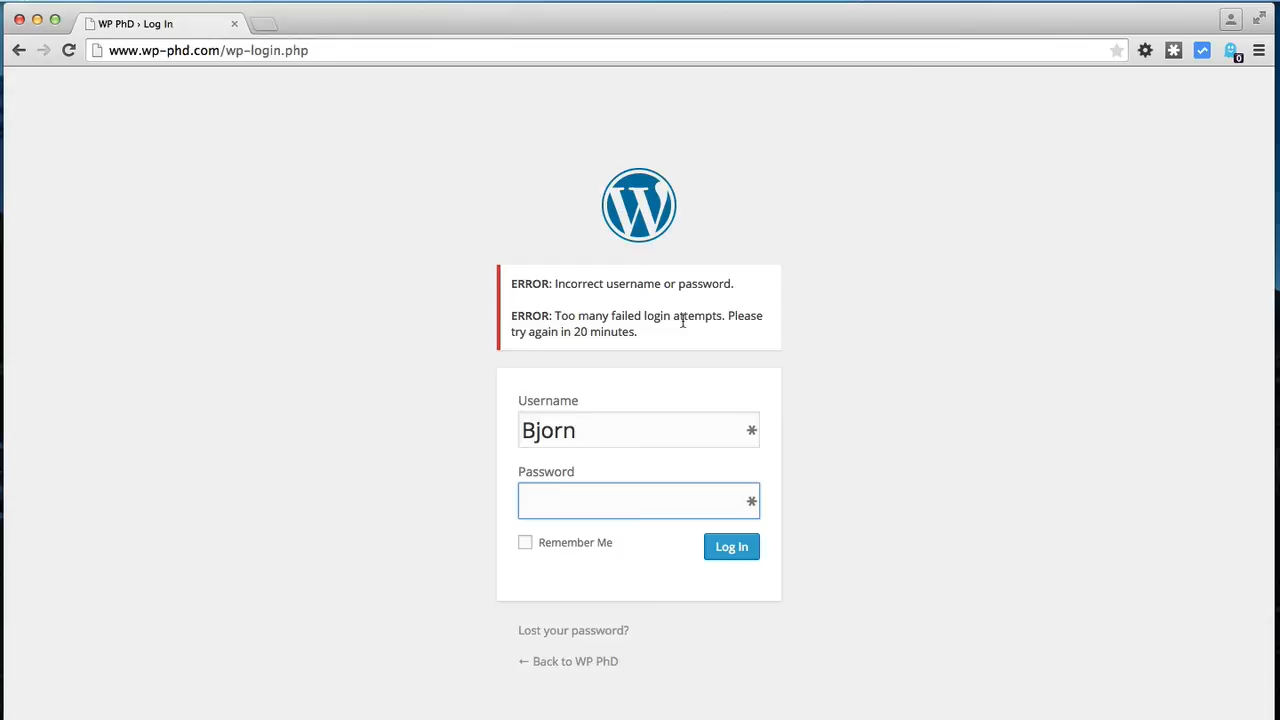 WP PhD › Log In
www.wp-phd.com/wp-login.php
0
ERROR: Incorrect username or password.
ERROR: Too many failed login attempts. Please
try again in 20 minutes.
Username
Bjorn
Password
Remember Me
Log In
Lost your password?
← Back to WP PhD